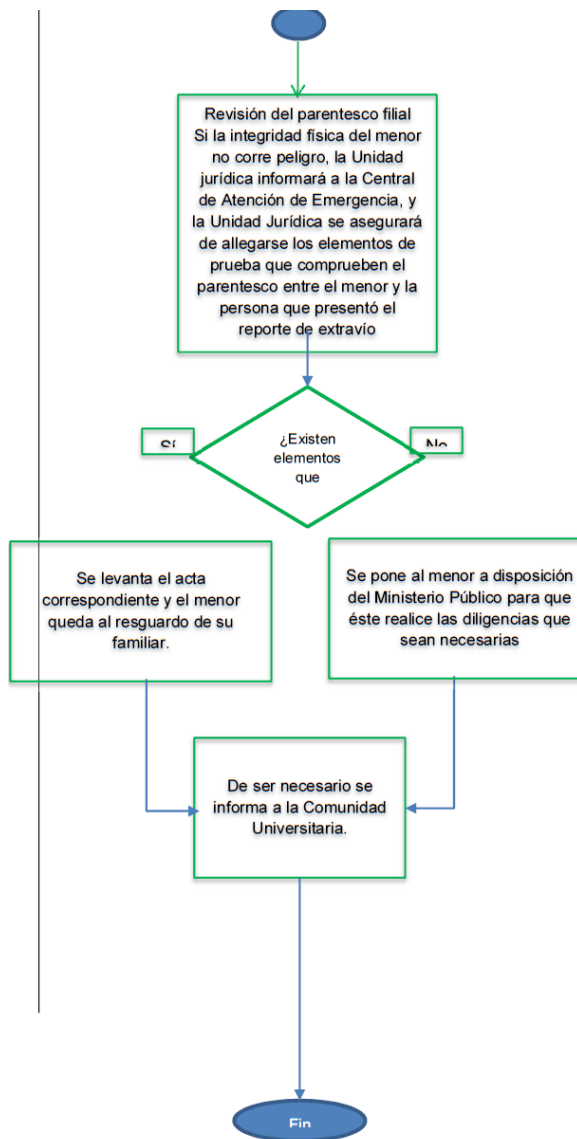 Revisión del parentesco filial
Si la integridad física del menor
no corre peligro, la Unidad
jurídica informará a la Central
de Atención de Emergencia, y
la Unidad Jurídica se asegurará
de allegarse los elementos de
prueba que comprueben el
parentesco entre el menor y la
persona que presentó el
reporte de extravío
¿Existen
elementos
que
Sí
No
Se levanta el acta
correspondiente y el menor
queda al resguardo de su
familiar.
Se pone al menor a disposición
del Ministerio Público para que
éste realice las diligencias que
sean necesarias
De ser necesario se
informa a la Comunidad
Universitaria.
Fin